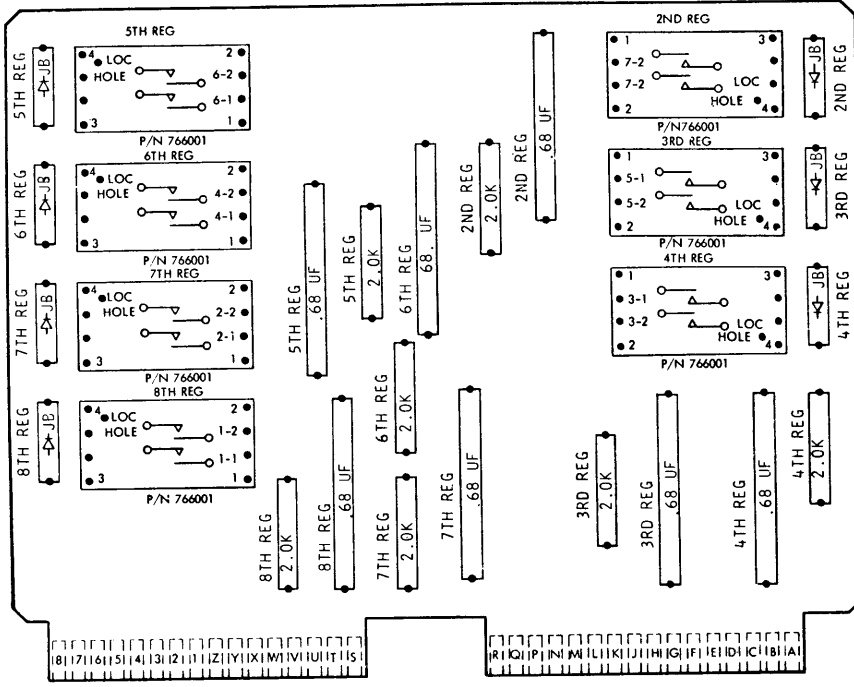 5TH REG
5TH REG
JB
4
LOC
HOLE
3
2
6-2
6-1
1
P/N 766001
6TH REG
6TH REG
JB
4
LOC
HOLE
3
2
4-2
4-1
1
P/N 766001
7TH REG
7TH REG
JB
4
LOC
HOLE
3
2
2-2
2-1
1
P/N 766001
8TH REG
8TH REG
JB
4
LOC
HOLE
3
2
1-2
1-1
1
P/N 766001
5TH REG
.68 UF
5TH REG
2.0K
6TH REG
68. UF
2ND REG
2.0K
2ND REG
.68 UF
2ND REG
1
7-2
7-2
2
3
LOC
HOLE
4
P/N766001
JB
2ND REG
3RD REG
1
5-1
5-2
2
3
LOC
HOLE
4
P/N 766001
JB
3RD REG
4TH REG
1
3-1
3-2
2
3
LOC
HOLE
4
P/N 766001
JB
4TH REG
8TH REG
2.0K
8TH REG
.68 UF
6TH REG
2.0K
7TH REG
2.0K
7TH REG
.68 UF
3RD REG
2.0K
3RD REG
.68 UF
4TH REG
.68 UF
4TH REG
2.0K
8 7 6 5 4 3 2 1 Z Y X W V U T S
R Q P N M L K J H G F E D C B A